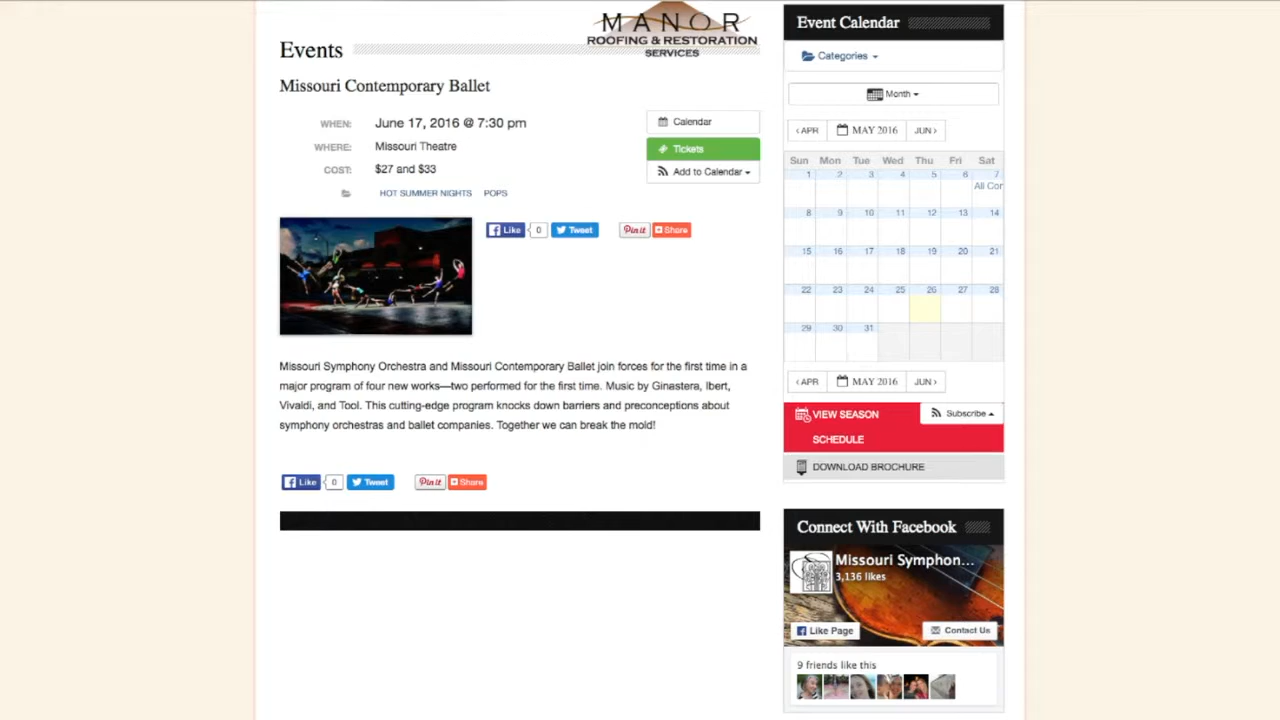 MANOR
ROOFING & RESTORATION
SERVICES
Events
Missouri Contemporary Ballet
WHEN: June 17, 2016 @ 7:30 pm
WHERE: Missouri Theatre
COST: $27 and $33
HOT SUMMER NIGHTS POPS
Calendar
Tickets
Add to Calendar
Like 0 Tweet Pin it Share
Missouri Symphony Orchestra and Missouri Contemporary Ballet join forces for the first time in a
major program of four new works—two performed for the first time. Music by Ginastera, Ibert,
Vivaldi, and Tool. This cutting-edge program knocks down barriers and preconceptions about
symphony orchestras and ballet companies. Together we can break the mold!
Like 0 Tweet Pin it Share
Event Calendar
Categories
Month
‹ APR MAY 2016 JUN ›
Sun Mon Tue Wed Thu Fri Sat
1 2 3 4 5 6 7
All Cor
8 9 10 11 12 13 14
15 16 17 18 19 20 21
22 23 24 25 26 27 28
29 30 31
‹ APR MAY 2016 JUN ›
VIEW SEASON
SCHEDULE
Subscribe
DOWNLOAD BROCHURE
Connect With Facebook
Missouri Symphon...
3,136 likes
Like Page Contact Us
9 friends like this